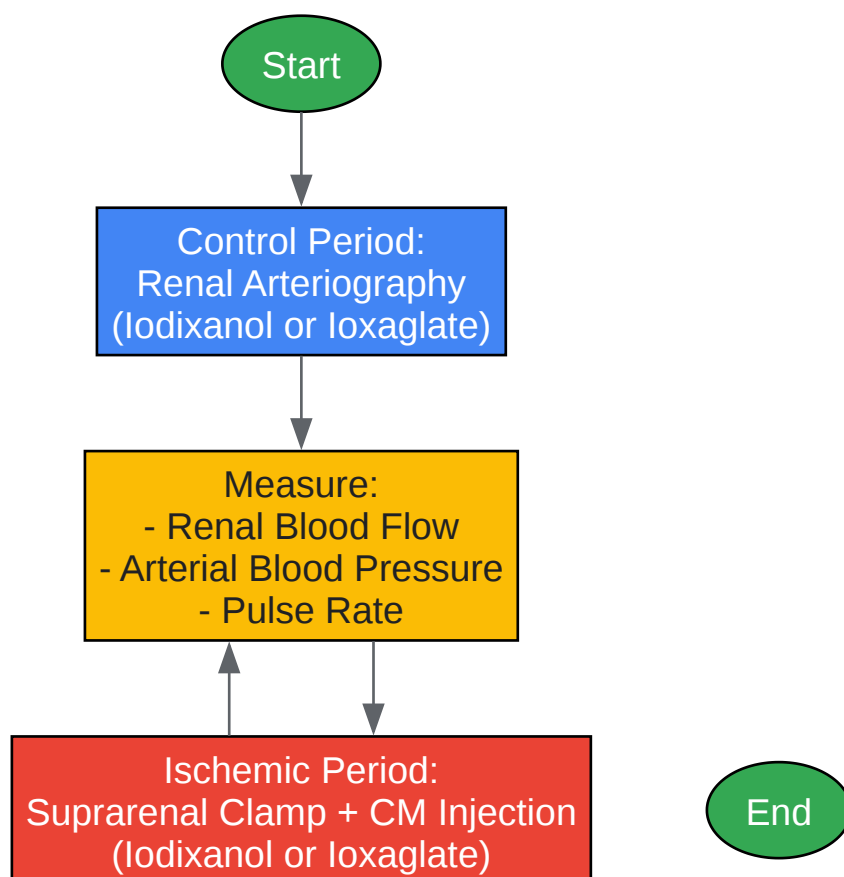 Start
Control Period:
Renal Arteriography
(Iodixanol or Ioxaglate)
Measure:
- Renal Blood Flow
- Arterial Blood Pressure
- Pulse Rate
Ischemic Period:
Suprarenal Clamp + CM Injection
(Iodixanol or Ioxaglate)
End